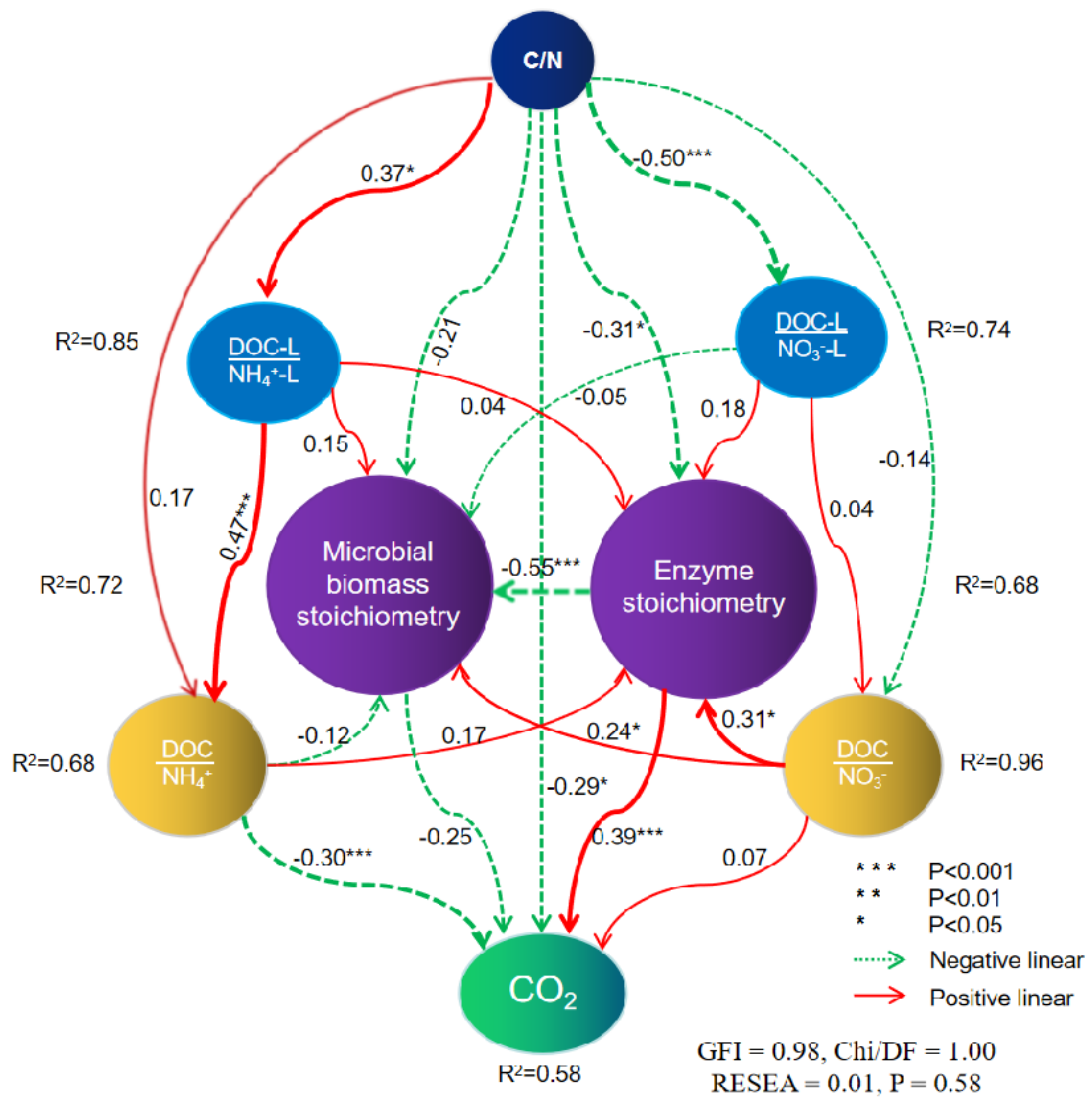 C/N
-0.50***
0.37*
DOC-L
NH₄⁺-L
DOC-L
NO₃⁻-L
R²=0.85
-0.21
-0.31*
R²=0.74
0.04
-0.05
0.18
0.15
-0.14
0.17
0.47***
0.04
Microbial
biomass
stoichiometry
-0.55***
Enzyme
stoichiometry
R²=0.72
R²=0.68
DOC
NH₄⁺
-0.12
0.17
0.24*
0.31*
DOC
NO₃⁻
R²=0.68
R²=0.96
-0.29*
-0.30***
-0.25
0.39***
0.07
*** P<0.001
** P<0.01
* P<0.05
Negative linear
Positive linear
CO₂
R²=0.58
GFI = 0.98, Chi/DF = 1.00
RESEA = 0.01, P = 0.58